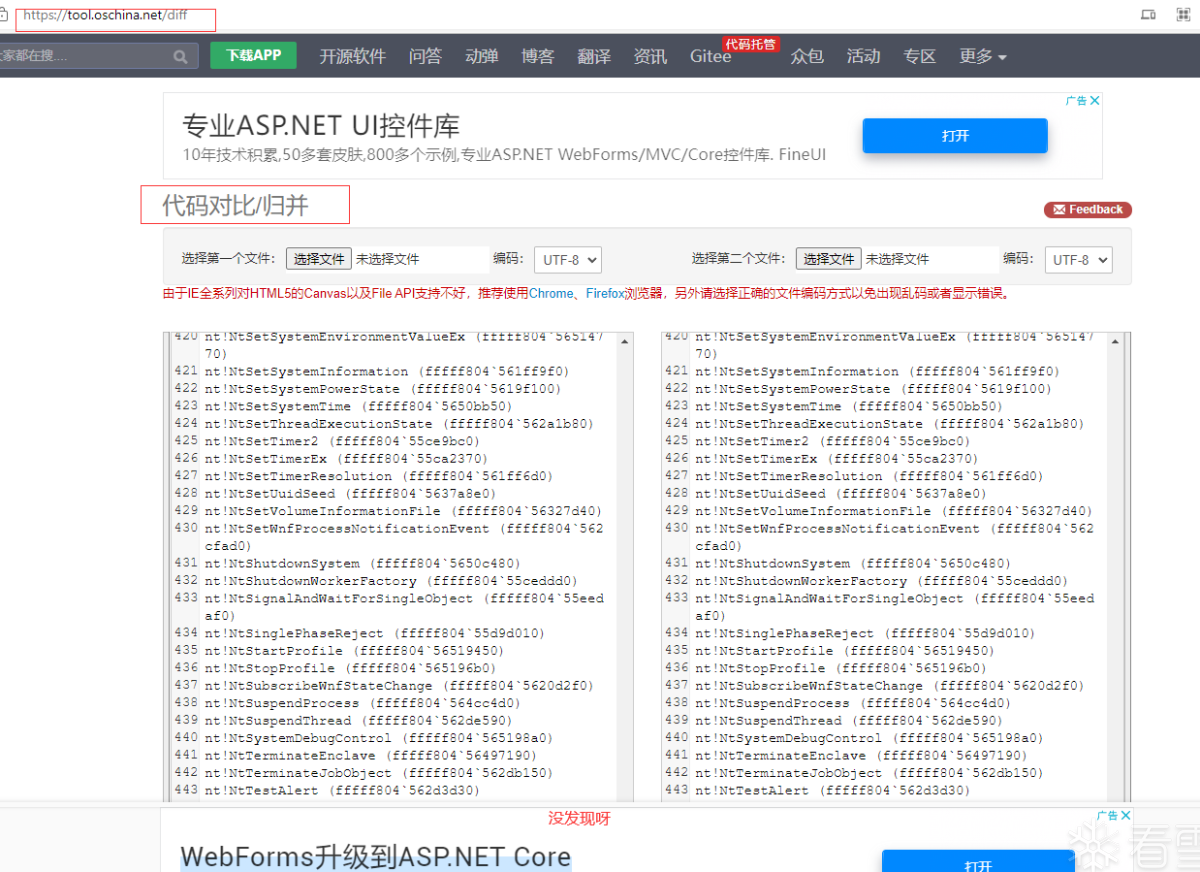 https://tool.oschina.net/diff
大家都在搜....
下载APP
开源软件
问答
动弹
博客
翻译
资讯
Gitee
代码托管
众包
活动
专区
更多
广告
专业ASP.NET UI控件库
10年技术积累,50多套皮肤,800多个示例,专业ASP.NET WebForms/MVC/Core控件库. FineUI
打开
代码对比/归并
Feedback
选择第一个文件: 选择文件 未选择文件 编码: UTF-8
选择第二个文件: 选择文件 未选择文件 编码: UTF-8
由于IE全系列对HTML5的Canvas以及File API支持不好，推荐使用Chrome、Firefox浏览器，另外请选择正确的文件编码方式以免出现乱码或者显示错误。
420 nt!NtSetSystemEnvironmentValueEx (fffff804`565147
70)
421 nt!NtSetSystemInformation (fffff804`561ff9f0)
422 nt!NtSetSystemPowerState (fffff804`5619f100)
423 nt!NtSetSystemTime (fffff804`5650bb50)
424 nt!NtSetThreadExecutionState (fffff804`562a1b80)
425 nt!NtSetTimer2 (fffff804`55ce9bc0)
426 nt!NtSetTimerEx (fffff804`55ca2370)
427 nt!NtSetTimerResolution (fffff804`561ff6d0)
428 nt!NtSetUuidSeed (fffff804`5637a8e0)
429 nt!NtSetVolumeInformationFile (fffff804`56327d40)
430 nt!NtSetWnfProcessNotificationEvent (fffff804`562
cfad0)
431 nt!NtShutdownSystem (fffff804`5650c480)
432 nt!NtShutdownWorkerFactory (fffff804`55ceddd0)
433 nt!NtSignalAndWaitForSingleObject (fffff804`55eed
af0)
434 nt!NtSinglePhaseReject (fffff804`55d9d010)
435 nt!NtStartProfile (fffff804`56519450)
436 nt!NtStopProfile (fffff804`565196b0)
437 nt!NtSubscribeWnfStateChange (fffff804`5620d2f0)
438 nt!NtSuspendProcess (fffff804`564cc4d0)
439 nt!NtSuspendThread (fffff804`562de590)
440 nt!NtSystemDebugControl (fffff804`565198a0)
441 nt!NtTerminateEnclave (fffff804`56497190)
442 nt!NtTerminateJobObject (fffff804`562db150)
443 nt!NtTestAlert (fffff804`562d3d30)
420 nt!NtSetSystemEnvironmentValueEx (fffff804`565147
70)
421 nt!NtSetSystemInformation (fffff804`561ff9f0)
422 nt!NtSetSystemPowerState (fffff804`5619f100)
423 nt!NtSetSystemTime (fffff804`5650bb50)
424 nt!NtSetThreadExecutionState (fffff804`562a1b80)
425 nt!NtSetTimer2 (fffff804`55ce9bc0)
426 nt!NtSetTimerEx (fffff804`55ca2370)
427 nt!NtSetTimerResolution (fffff804`561ff6d0)
428 nt!NtSetUuidSeed (fffff804`5637a8e0)
429 nt!NtSetVolumeInformationFile (fffff804`56327d40)
430 nt!NtSetWnfProcessNotificationEvent (fffff804`562
cfad0)
431 nt!NtShutdownSystem (fffff804`5650c480)
432 nt!NtShutdownWorkerFactory (fffff804`55ceddd0)
433 nt!NtSignalAndWaitForSingleObject (fffff804`55eed
af0)
434 nt!NtSinglePhaseReject (fffff804`55d9d010)
435 nt!NtStartProfile (fffff804`56519450)
436 nt!NtStopProfile (fffff804`565196b0)
437 nt!NtSubscribeWnfStateChange (fffff804`5620d2f0)
438 nt!NtSuspendProcess (fffff804`564cc4d0)
439 nt!NtSuspendThread (fffff804`562de590)
440 nt!NtSystemDebugControl (fffff804`565198a0)
441 nt!NtTerminateEnclave (fffff804`56497190)
442 nt!NtTerminateJobObject (fffff804`562db150)
443 nt!NtTestAlert (fffff804`562d3d30)
没发现呀
广告
WebForms升级到ASP.NET Core
打开
看雪